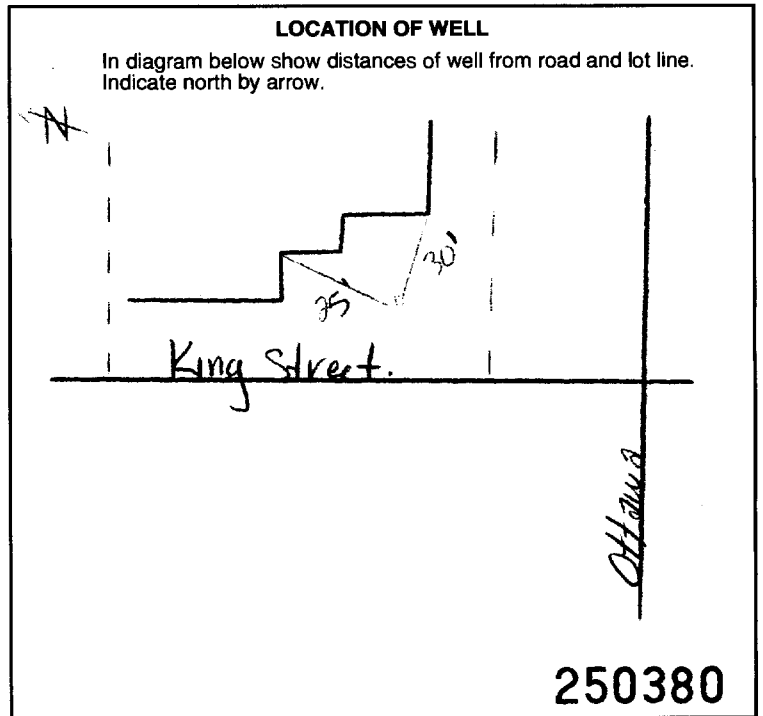 LOCATION OF WELL
In diagram below show distances of well from road and lot line.
Indicate north by arrow.
N
30'
25'
King Street.
Ottawa
250380